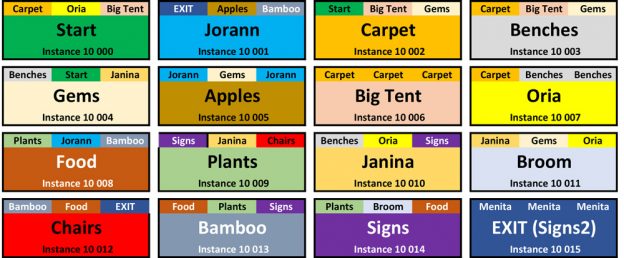 Carpet Oria Big Tent
Start
Instance 10 000
EXIT Apples Bamboo
Jorann
Instance 10 001
Start Big Tent Gems
Carpet
Instance 10 002
Carpet Big Tent Gems
Benches
Instance 10 003
Benches Start Janina
Gems
Instance 10 004
Jorann Gems Jorann
Apples
Instance 10 005
Carpet Carpet Carpet
Big Tent
Instance 10 006
Carpet Benches Benches
Oria
Instance 10 007
Plants Jorann Bamboo
Food
Instance 10 008
Signs Janina Chairs
Plants
Instance 10 009
Benches Oria Signs
Janina
Instance 10 010
Janina Gems Oria
Broom
Instance 10 011
Bamboo Food EXIT
Chairs
Instance 10 012
Food Plants Signs
Bamboo
Instance 10 013
Plants Broom Food
Signs
Instance 10 014
Menita Menita Menita
EXIT (Signs2)
Instance 10 015